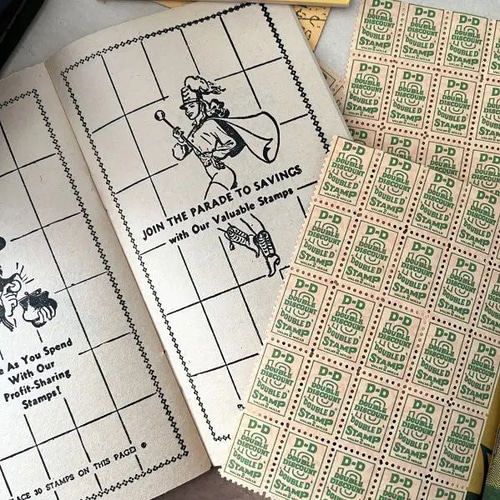 JOIN THE PARADE TO SAVINGS
with Our Valuable Stamps
e As You Spend
With Our
Profit-Sharing
Stamps!
ACE 30 STAMPS ON THIS PAGE
D-D
DOUBLE
DISCOUNT
DOUBLE D
STAMP